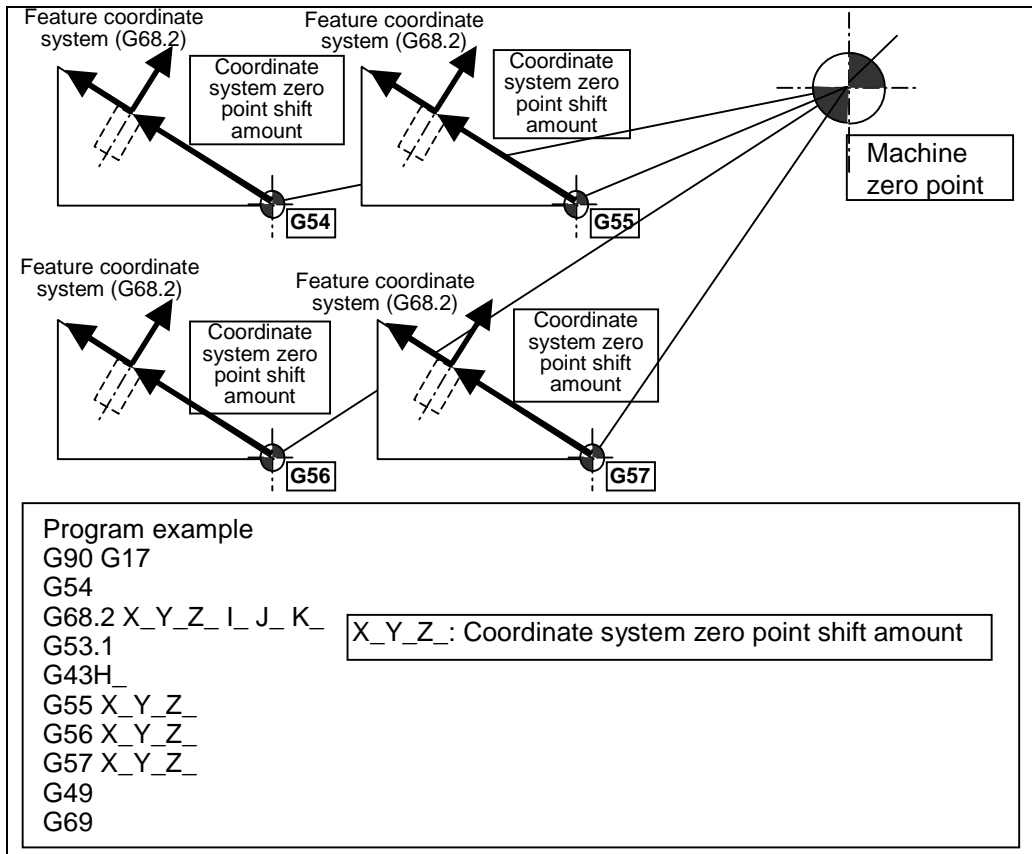 Feature coordinate
system (G68.2)
Coordinate
system zero
point shift
amount
G54
Feature coordinate
system (G68.2)
Coordinate
system zero
point shift
amount
G55
Machine
zero point
Feature coordinate
system (G68.2)
Coordinate
system zero
point shift
amount
G56
Feature coordinate
system (G68.2)
Coordinate
system zero
point shift
amount
G57
Program example
G90 G17
G54
G68.2 X_Y_Z_ I_ J_ K_
X_Y_Z_: Coordinate system zero point shift amount
G53.1
G43H_
G55 X_Y_Z_
G56 X_Y_Z_
G57 X_Y_Z_
G49
G69